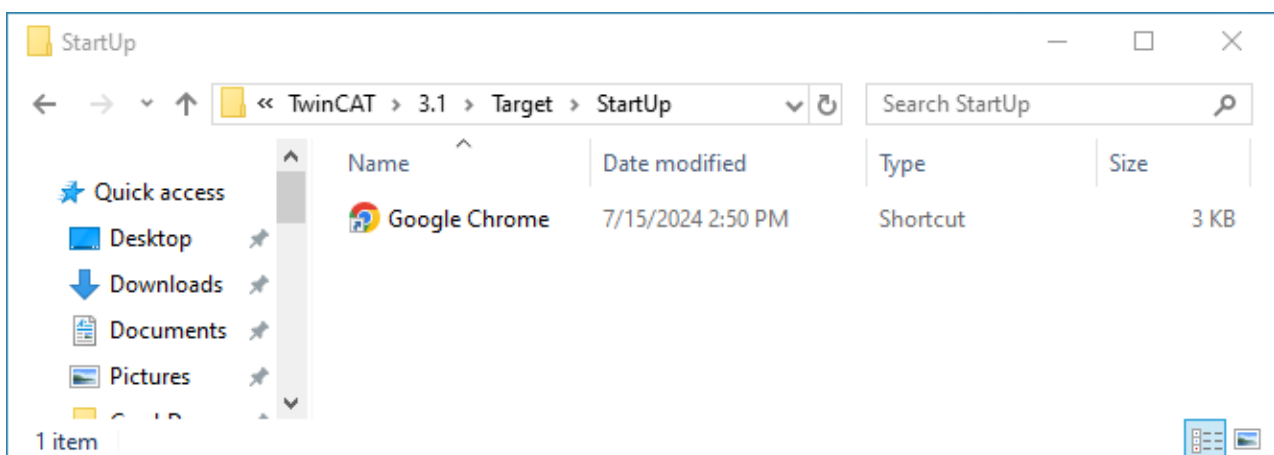 StartUp
« TwinCAT > 3.1 > Target > StartUp
Search StartUp
Name Date modified Type Size
Quick access
Google Chrome 7/15/2024 2:50 PM Shortcut 3 KB
Desktop
Downloads
Documents
Pictures
1 item